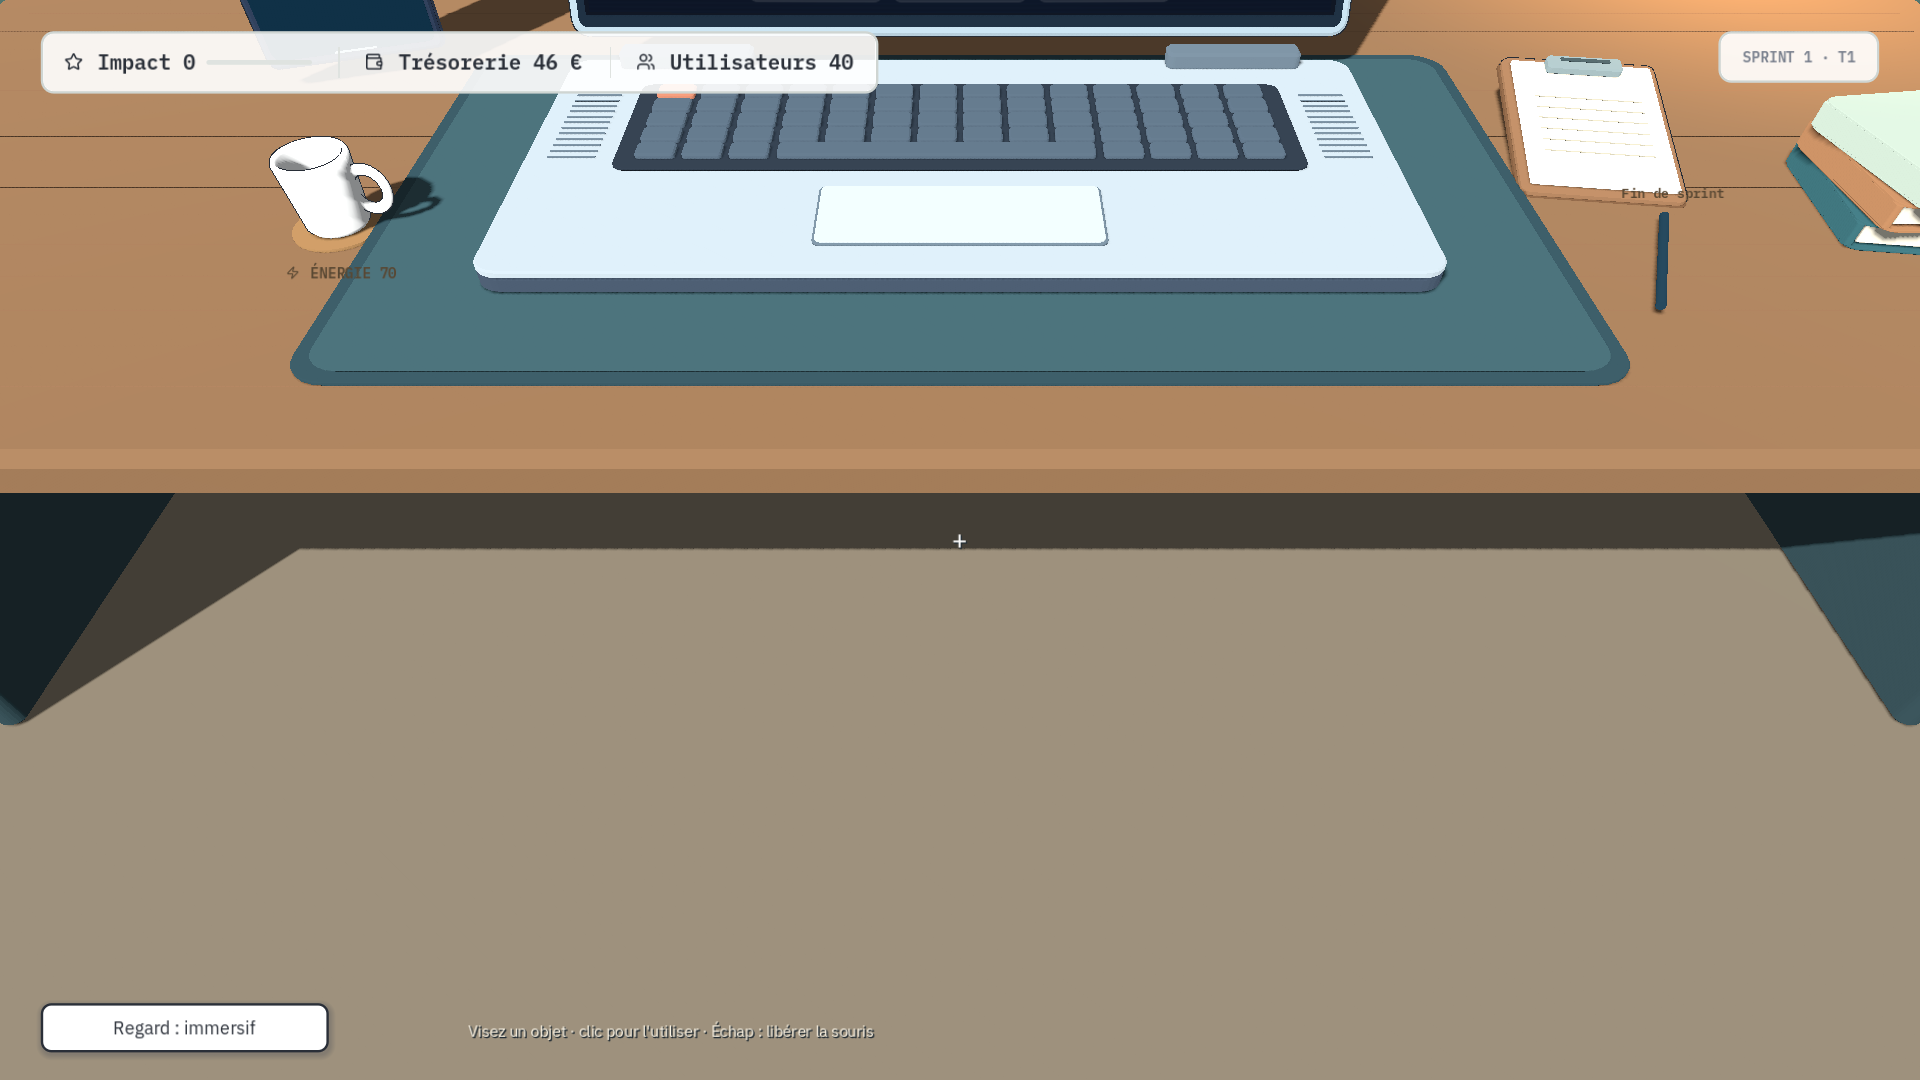 Impact 0
Trésorerie 46 €
Utilisateurs 40
SPRINT 1 · T1
Fin de sprint
ÉNERGIE 70
Regard : immersif
Visez un objet · clic pour l'utiliser · Échap : libérer la souris